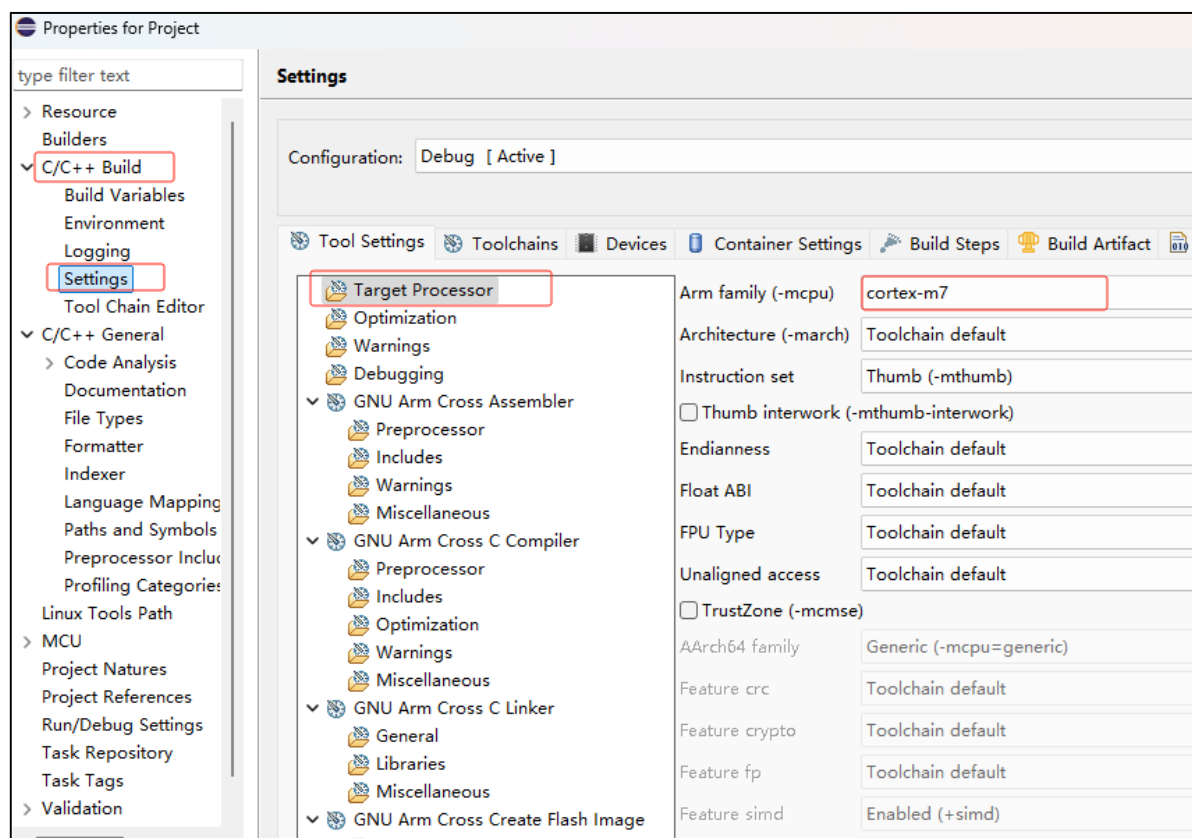 Properties for Project
type filter text
Resource
Builders
C/C++ Build
Build Variables
Environment
Logging
Settings
Tool Chain Editor
C/C++ General
Code Analysis
Documentation
File Types
Formatter
Indexer
Language Mapping
Paths and Symbols
Preprocessor Inclu
Profiling Categories
Linux Tools Path
MCU
Project Natures
Project References
Run/Debug Settings
Task Repository
Task Tags
Validation
Settings
Configuration: Debug [ Active ]
Tool Settings Toolchains Devices Container Settings Build Steps Build Artifact 010
Target Processor
Optimization
Warnings
Debugging
GNU Arm Cross Assembler
Preprocessor
Includes
Warnings
Miscellaneous
GNU Arm Cross C Compiler
Preprocessor
Includes
Optimization
Warnings
Miscellaneous
GNU Arm Cross C Linker
General
Libraries
Miscellaneous
GNU Arm Cross Create Flash Image
Arm family (-mcpu) cortex-m7
Architecture (-march) Toolchain default
Instruction set Thumb (-mthumb)
Thumb interwork (-mthumb-interwork)
Endianness Toolchain default
Float ABI Toolchain default
FPU Type Toolchain default
Unaligned access Toolchain default
TrustZone (-mcmse)
AArch64 family Generic (-mcpu=generic)
Feature crc Toolchain default
Feature crypto Toolchain default
Feature fp Toolchain default
Feature simd Enabled (+simd)